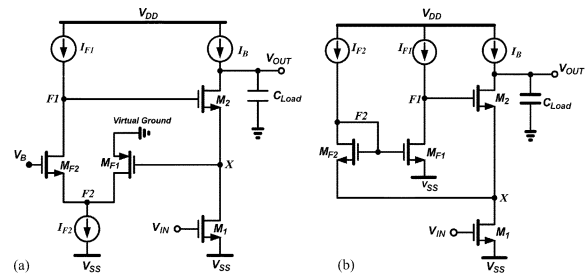 V_DD
I_F1
I_B
V_OUT
F1
M_2
C_Load
Virtual Ground
V_B
M_F2
M_F1
X
F2
I_F2
V_IN
M_1
V_SS
V_SS
(a)
V_DD
I_F2
I_F1
I_B
V_OUT
F1
M_2
C_Load
F2
M_F2
M_F1
V_SS
X
V_IN
M_1
V_SS
(b)